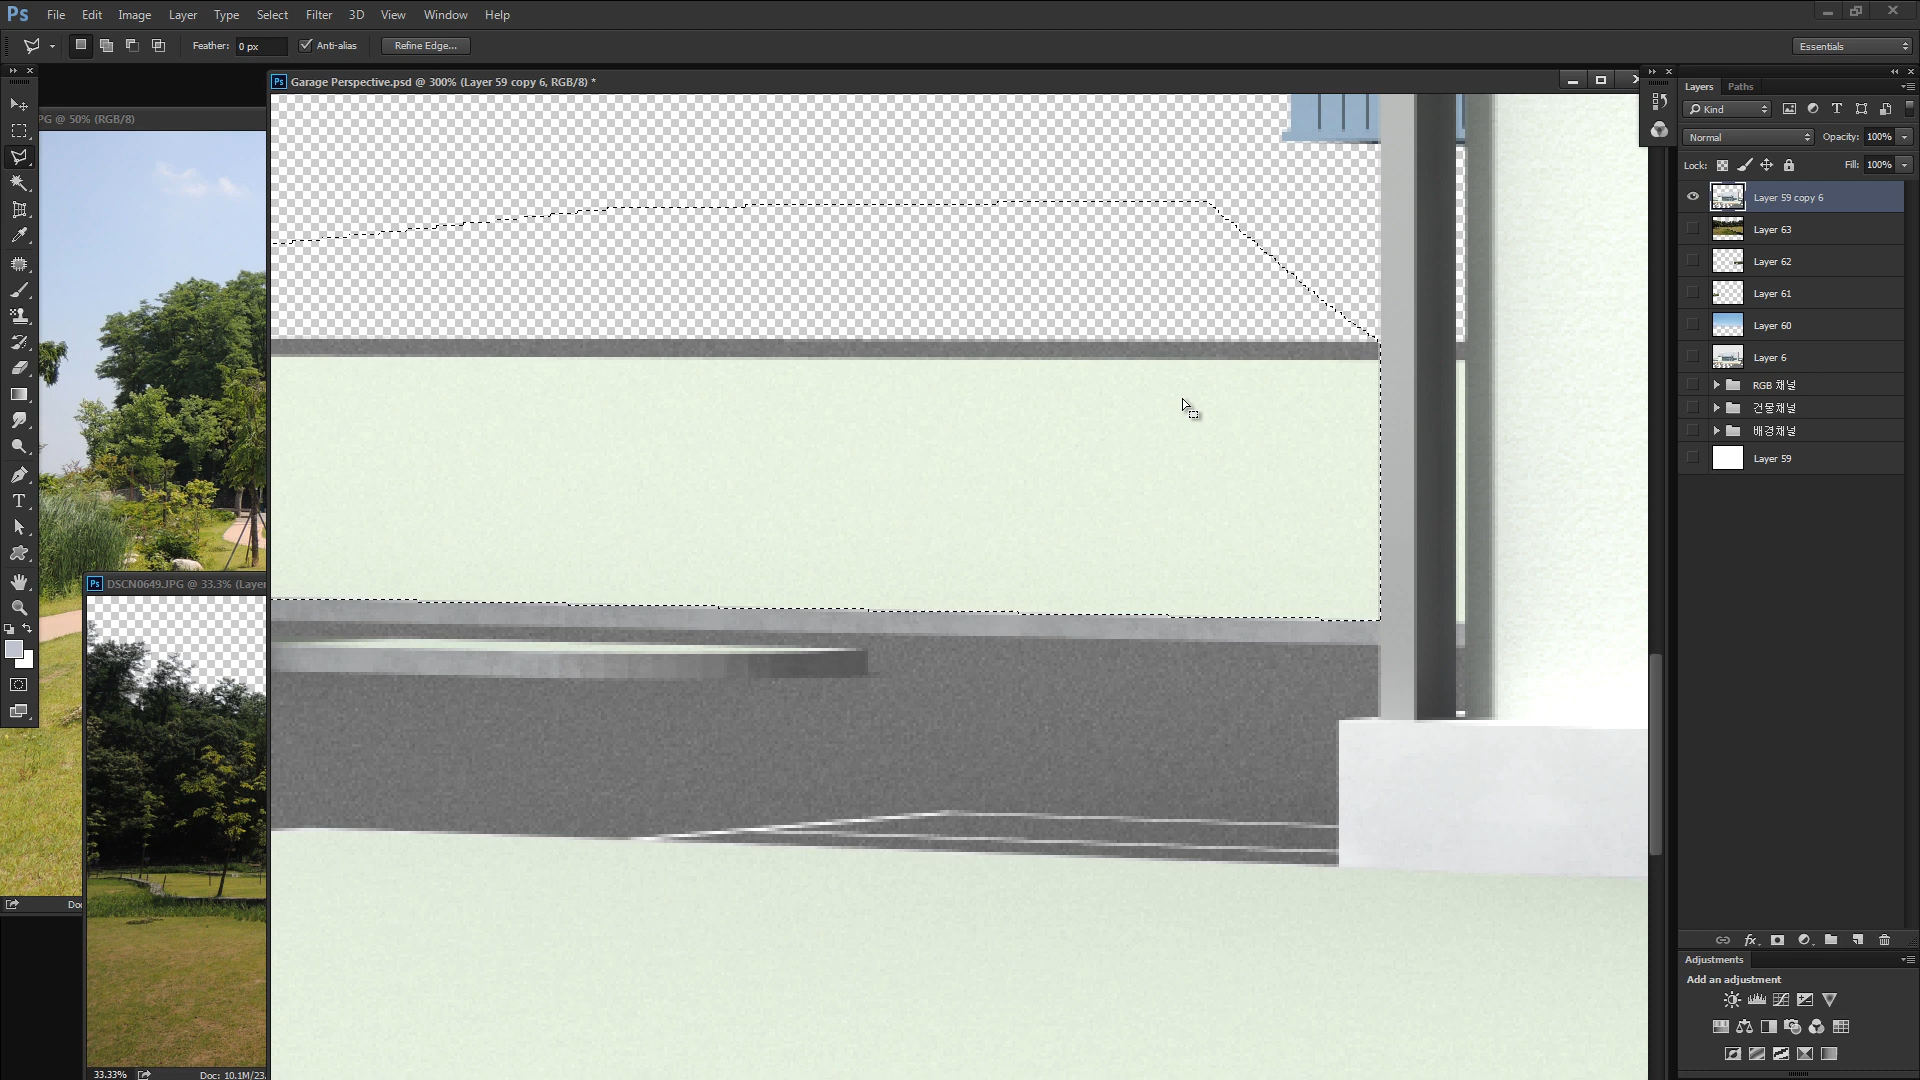 Ps File Edit Image Layer Type Select Filter 3D View Window Help
Feather: 0 px Anti-alias Refine Edge... Essentials
PG @ 50% (RGB/8)
Ps Garage Perspective.psd @ 300% (Layer 59 copy 6, RGB/8) *
Layers Paths
Kind
Normal Opacity: 100%
Lock: Fill: 100%
Layer 59 copy 6
Layer 63
Layer 62
Layer 61
Layer 60
Layer 6
RGB 채널
건물채널
배경채널
Layer 59
Ps DSCN0649.JPG @ 33.3% (Layer
Doc
33.33% Doc: 10.1M/23.
fx
Adjustments
Add an adjustment